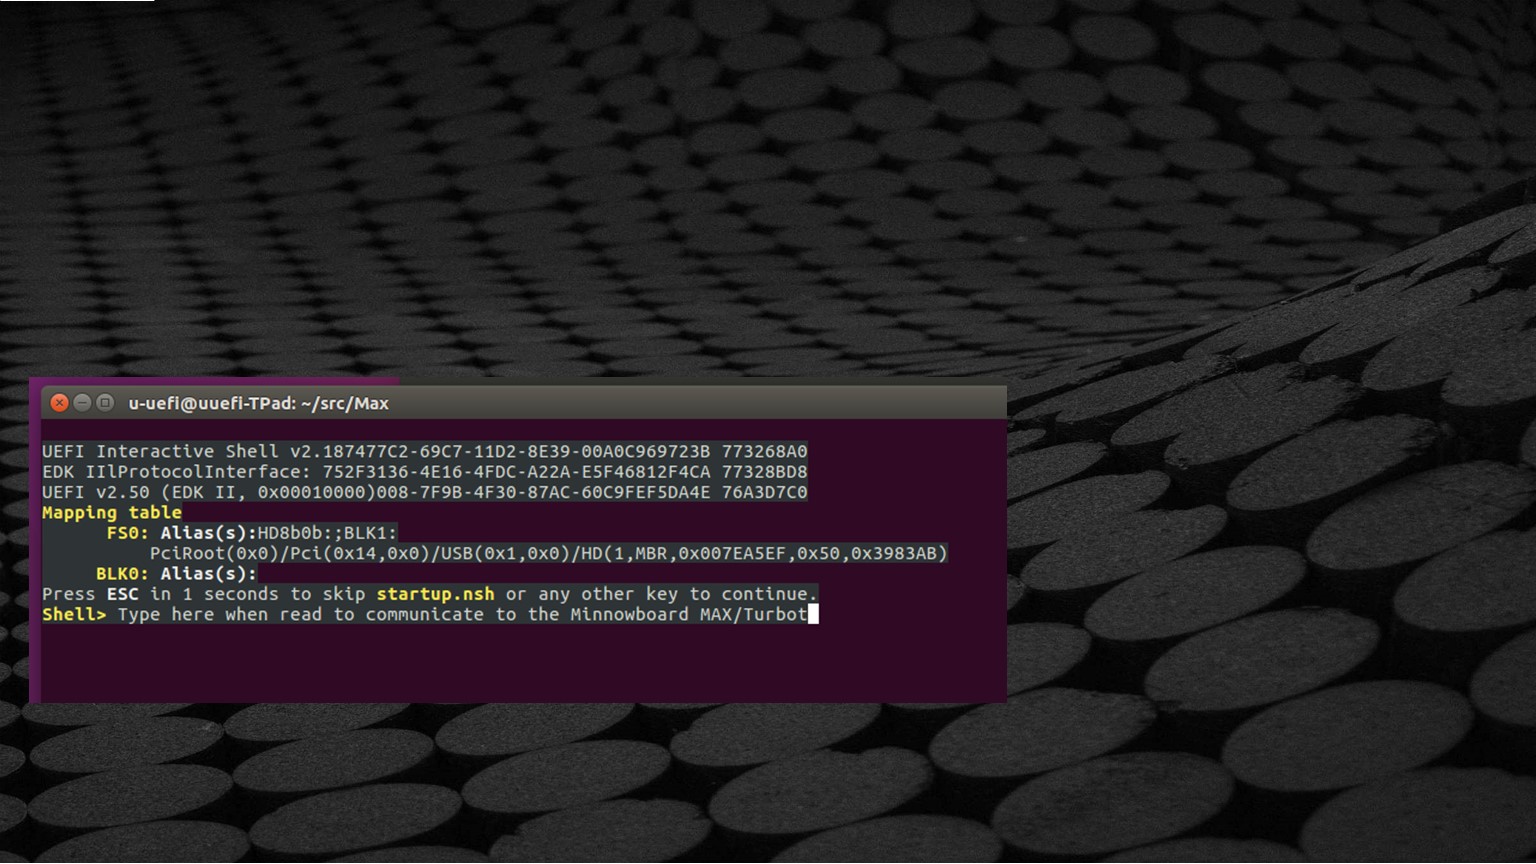 u-uefi@uuefi-TPad: ~/src/Max
UEFI Interactive Shell v2.187477C2-69C7-11D2-8E39-00A0C969723B 773268A0
EDK IIlProtocolInterface: 752F3136-4E16-4FDC-A22A-E5F46812F4CA 77328BD8
UEFI v2.50 (EDK II, 0x00010000)008-7F9B-4F30-87AC-60C9FEF5DA4E 76A3D7C0
Mapping table
FS0: Alias(s):HD8b0b:;BLK1:
PciRoot(0x0)/Pci(0x14,0x0)/USB(0x1,0x0)/HD(1,MBR,0x007EA5EF,0x50,0x3983AB)
BLK0: Alias(s):
Press ESC in 1 seconds to skip startup.nsh or any other key to continue.
Shell> Type here when read to communicate to the Minnowboard MAX/Turbot